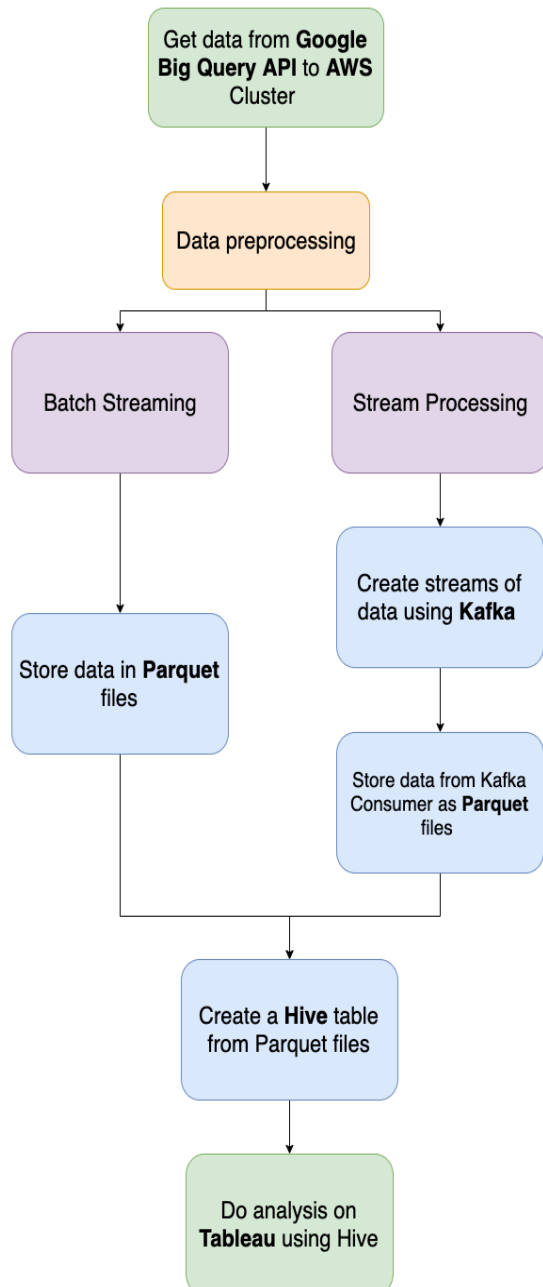 Get data from Google
Big Query API to AWS
Cluster
Data preprocessing
Batch Streaming
Stream Processing
Create streams of
data using Kafka
Store data in Parquet
files
Store data from Kafka
Consumer as Parquet
files
Create a Hive table
from Parquet files
Do analysis on
Tableau using Hive